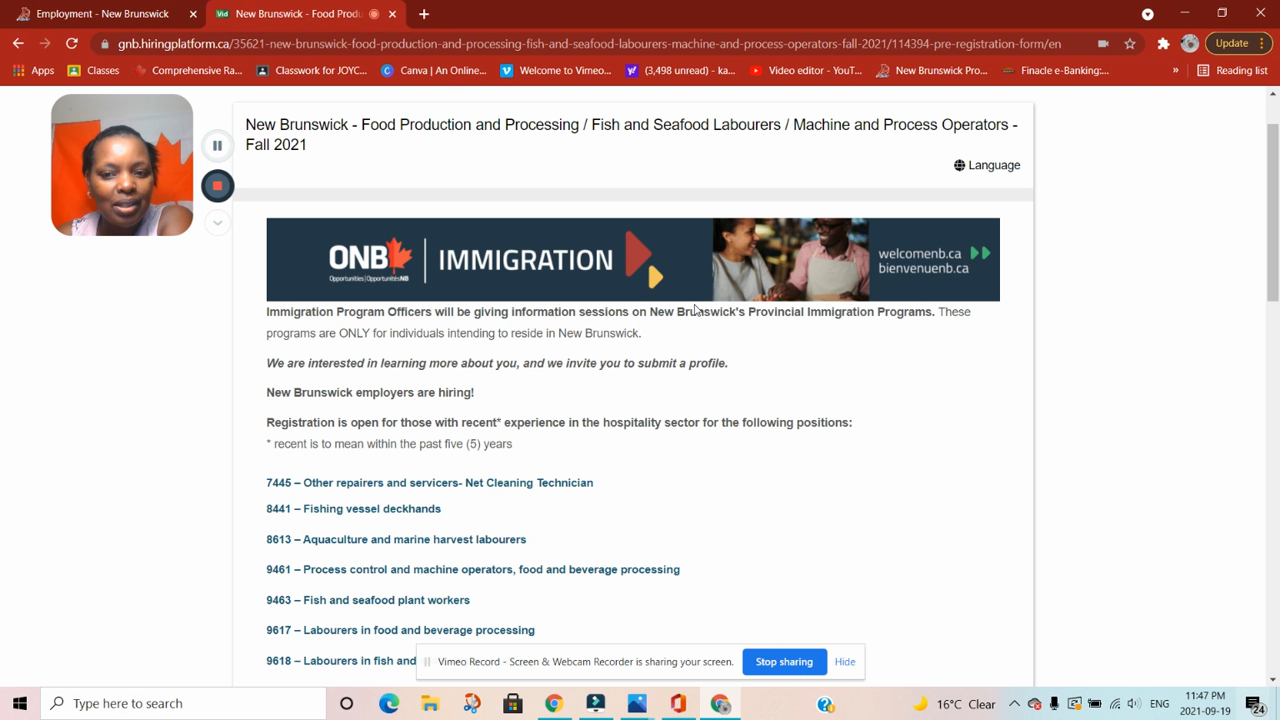 Employment - New Brunswick
New Brunswick - Food Produ
gnb.hiringplatform.ca/35621-new-brunswick-food-production-and-processing-fish-and-seafood-labourers-machine-and-process-operators-fall-2021/114394-pre-registration-form/en
Update
Apps
Classes
Comprehensive Ra...
Classwork for JOYC...
Canva | An Online...
Welcome to Vimeo...
(3,498 unread) - ka...
Video editor - YouT...
New Brunswick Pro...
Finacle e-Banking:...
»
Reading list
New Brunswick - Food Production and Processing / Fish and Seafood Labourers / Machine and Process Operators -
Fall 2021
Language
ONB
Opportunities|OpportunitésNB
IMMIGRATION
welcomenb.ca
bienvenuenb.ca
Immigration Program Officers will be giving information sessions on New Brunswick's Provincial Immigration Programs. These
programs are ONLY for individuals intending to reside in New Brunswick.
We are interested in learning more about you, and we invite you to submit a profile.
New Brunswick employers are hiring!
Registration is open for those with recent* experience in the hospitality sector for the following positions:
* recent is to mean within the past five (5) years
7445 – Other repairers and servicers- Net Cleaning Technician
8441 – Fishing vessel deckhands
8613 – Aquaculture and marine harvest labourers
9461 – Process control and machine operators, food and beverage processing
9463 – Fish and seafood plant workers
9617 – Labourers in food and beverage processing
9618 – Labourers in fish and
Vimeo Record - Screen & Webcam Recorder is sharing your screen.
Stop sharing
Hide
Type here to search
16°C Clear
ENG
11:47 PM
2021-09-19
24